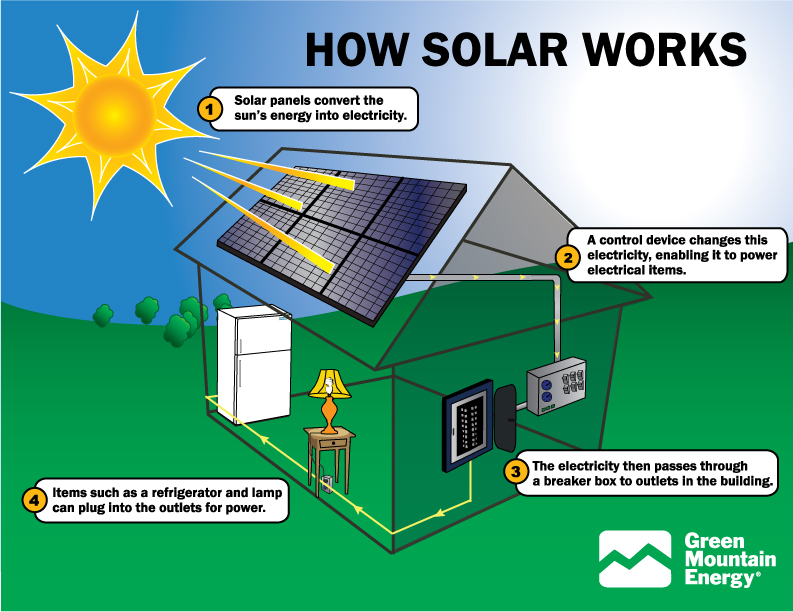 HOW SOLAR WORKS
1
Solar panels convert the
sun's energy into electricity.
2
A control device changes this
electricity, enabling it to power
electrical items.
3
The electricity then passes through
a breaker box to outlets in the building.
4
Items such as a refrigerator and lamp
can plug into the outlets for power.
Green
Mountain
Energy®